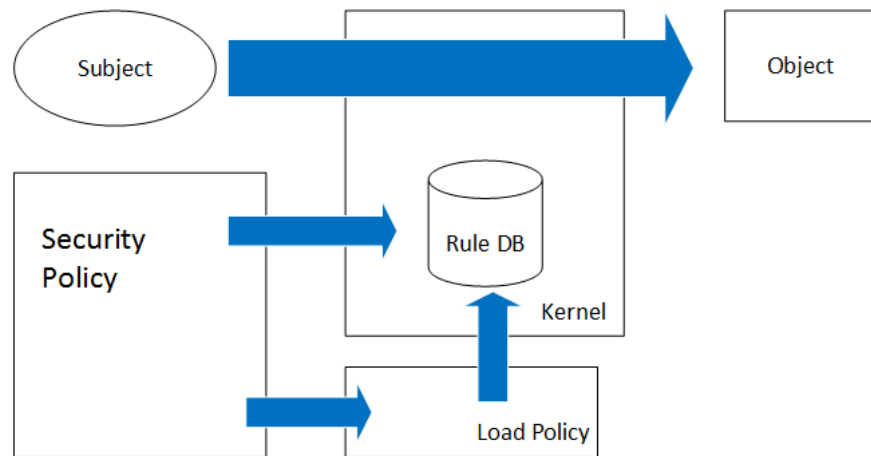 Subject
Object
Security
Policy
Rule DB
Kernel
Load Policy